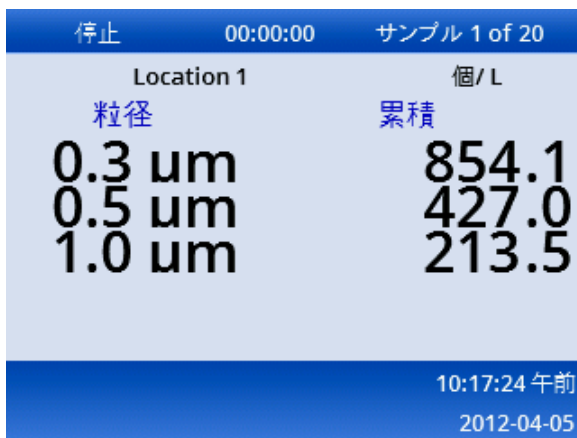 停止 00:00:00 サンプル 1 of 20
Location 1 個/ L
粒径 累積
0.3 um 854.1
0.5 um 427.0
1.0 um 213.5
10:17:24 午前
2012-04-05